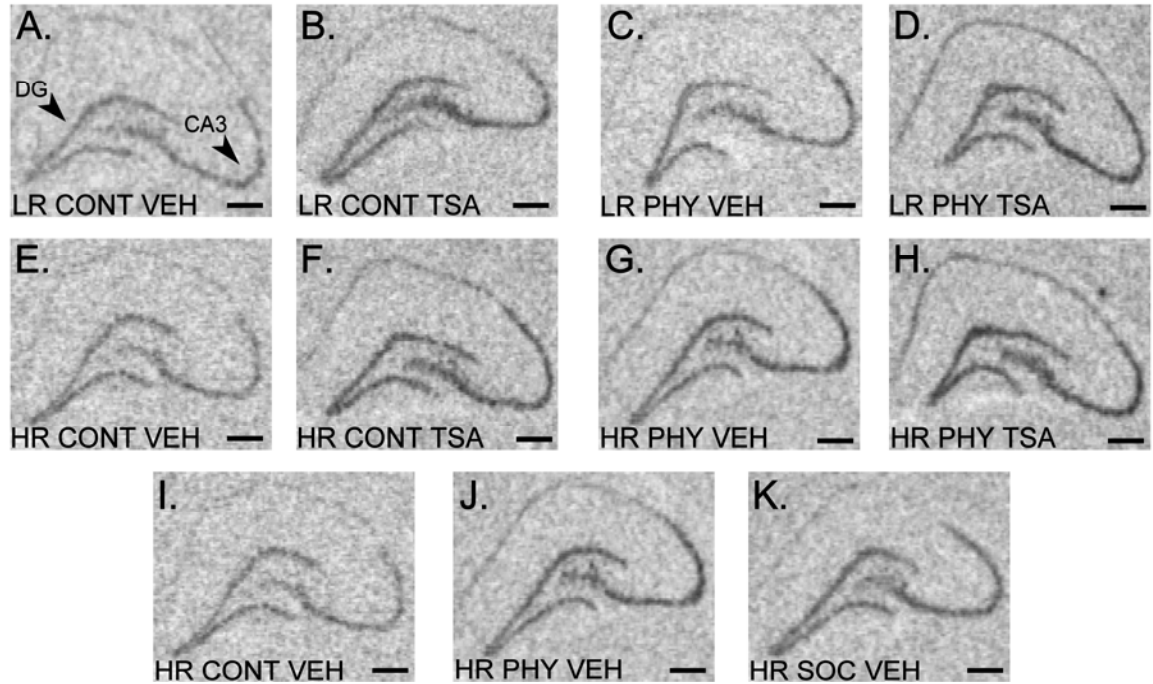 A.
DG
CA3
LR CONT VEH
B.
LR CONT TSA
C.
LR PHY VEH
D.
LR PHY TSA
E.
HR CONT VEH
F.
HR CONT TSA
G.
HR PHY VEH
H.
HR PHY TSA
I.
HR CONT VEH
J.
HR PHY VEH
K.
HR SOC VEH